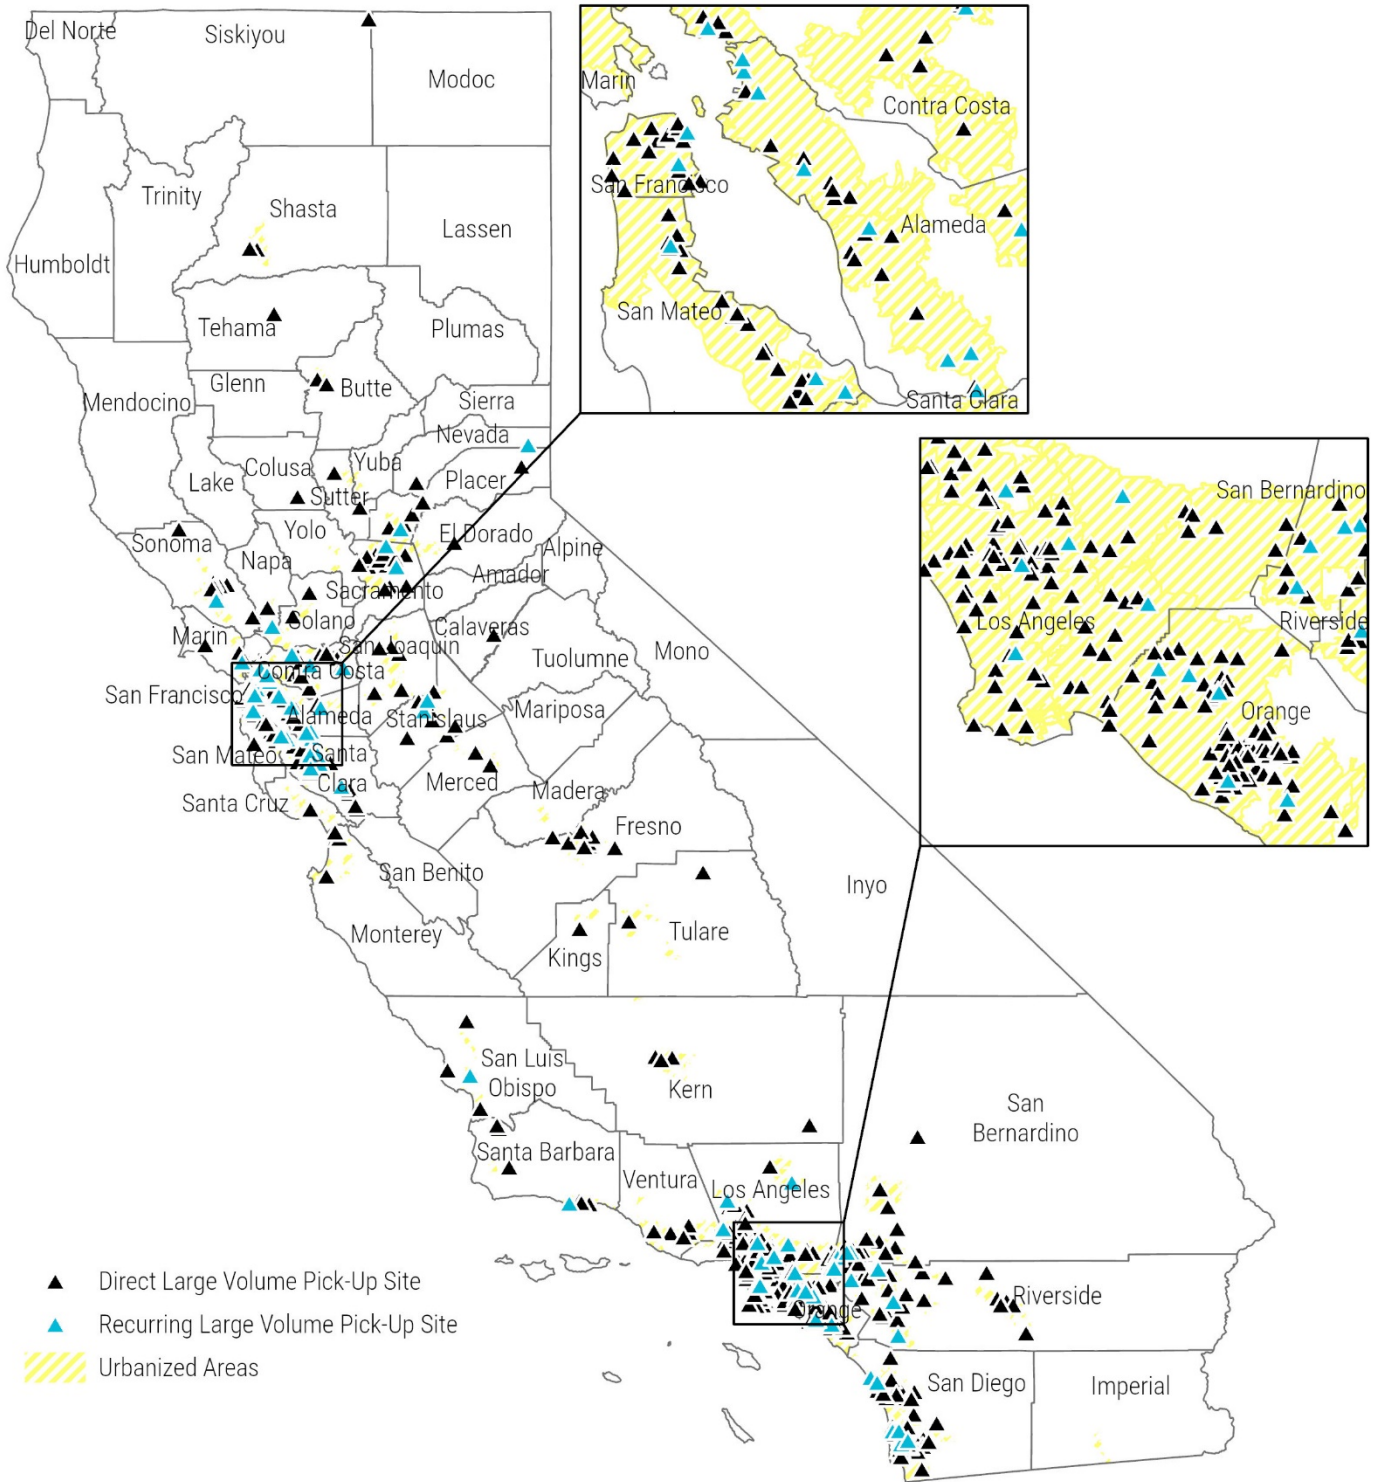 Del Norte
Siskiyou
Modoc
Marin
Contra Costa
Trinity
Shasta
Lassen
San Francisco
Alameda
Humboldt
San Mateo
Tehama
Plumas
Glenn
Butte
Santa Clara
Mendocino
Sierra
Nevada
Colusa
Yuba
Lake
Sutter
Placer
San Bernardino
Yolo
Sonoma
Napa
El Dorado
Alpine
Amador
Sacramento
Solano
Marin
Calaveras
San Joaquin
Tuolumne
Mono
Los Angeles
Riverside
Contra Costa
San Francisco
Mariposa
Alameda
Stanislaus
Orange
San Mateo
Santa
Clara
Merced
Madera
Santa Cruz
Fresno
San Benito
Inyo
Monterey
Tulare
Kings
San Luis
Obispo
Kern
San
Bernardino
Santa Barbara
Ventura
Los Angeles
Direct Large Volume Pick-Up Site
Riverside
Orange
Recurring Large Volume Pick-Up Site
Urbanized Areas
San Diego
Imperial